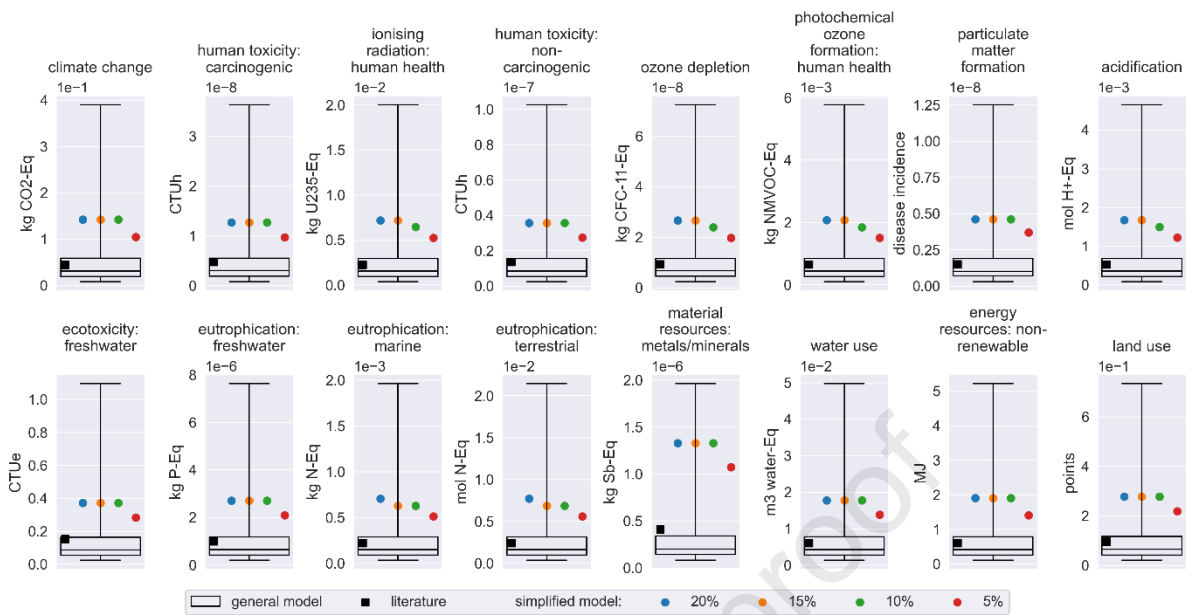 climate change
1e−1
kg CO2-Eq
4
3
2
1
0
human toxicity:
carcinogenic
1e−8
CTUh
3
2
1
0
ionising
radiation:
human health
1e−2
kg U235-Eq
2.0
1.5
1.0
0.5
0.0
human toxicity:
non-
carcinogenic
1e−7
CTUh
1.0
0.8
0.6
0.4
0.2
0.0
ozone depletion
1e−8
kg CFC-11-Eq
6
4
2
0
photochemical
ozone
formation:
human health
1e−3
kg NMVOC-Eq
6
4
2
0
particulate
matter
formation
1e−8
disease incidence
1.25
1.00
0.75
0.50
0.25
0.00
acidification
1e−3
mol H+-Eq
4
3
2
1
0
ecotoxicity:
freshwater
CTUe
1.0
0.8
0.6
0.4
0.2
0.0
eutrophication:
freshwater
1e−6
kg P-Eq
8
6
4
2
0
eutrophication:
marine
1e−3
kg N-Eq
2.0
1.5
1.0
0.5
0.0
eutrophication:
terrestrial
1e−2
mol N-Eq
2.0
1.5
1.0
0.5
0.0
material
resources:
metals/minerals
1e−6
kg Sb-Eq
2.0
1.5
1.0
0.5
0.0
water use
1e−2
m3 water-Eq
5
4
3
2
1
0
energy
resources: non-
renewable
MJ
5
4
3
2
1
0
land use
1e−1
points
6
4
2
0
proof
general model literature simplified model: 20% 15% 10% 5%